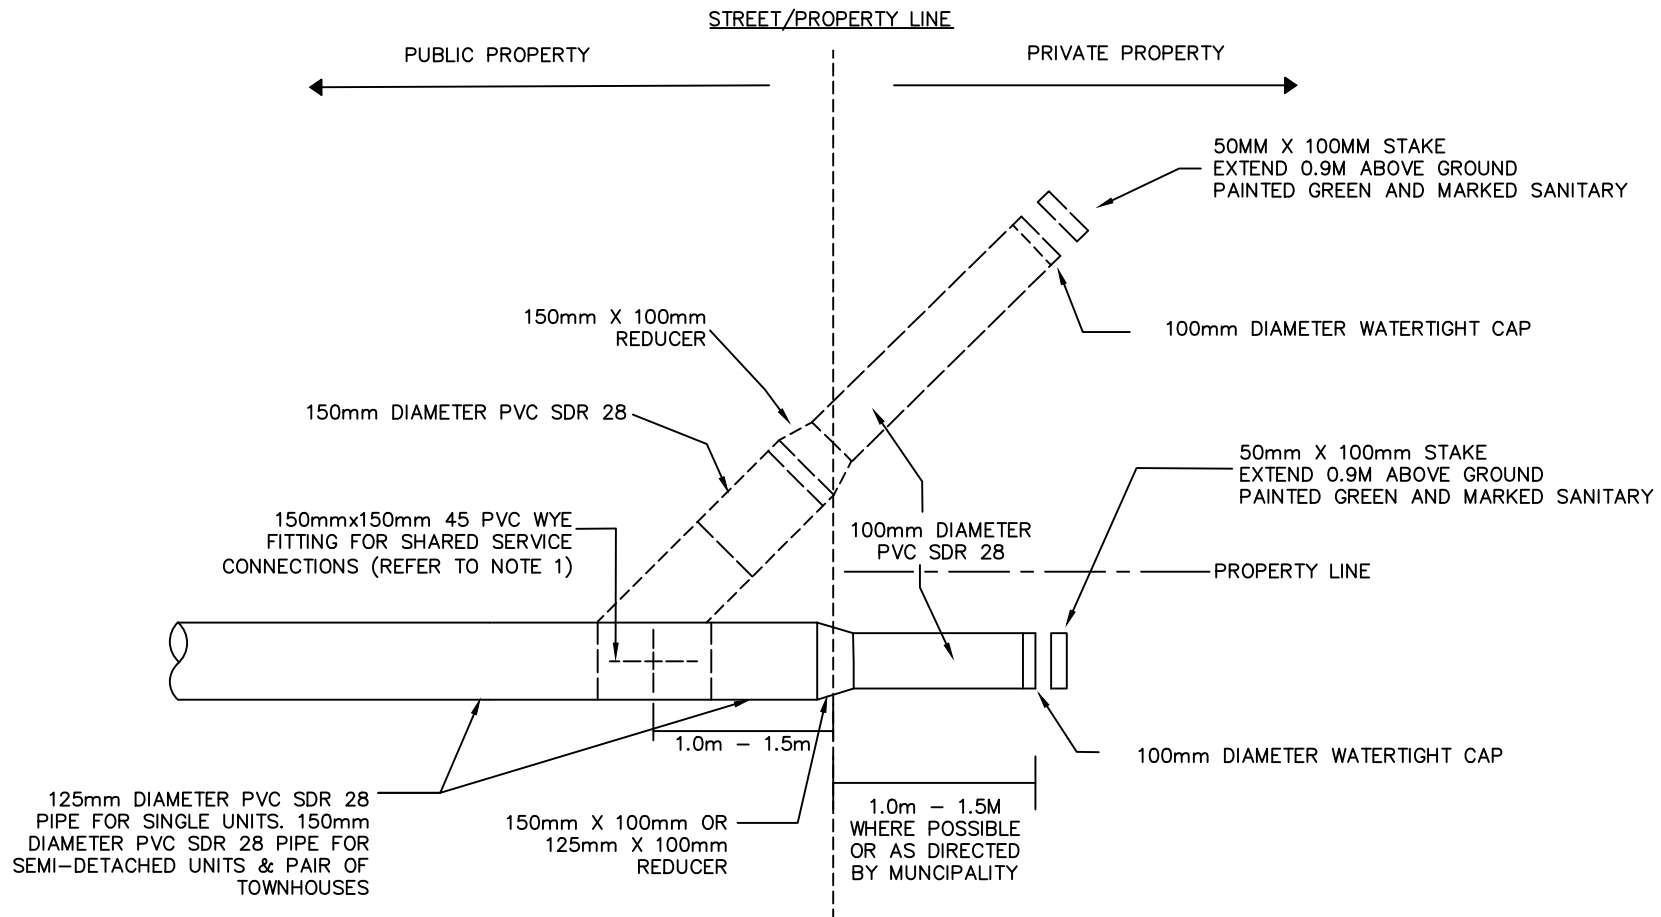 STREET/PROPERTY LINE
PUBLIC PROPERTY
PRIVATE PROPERTY
50MM X 100MM STAKE
EXTEND 0.9M ABOVE GROUND
PAINTED GREEN AND MARKED SANITARY
150mm X 100mm
REDUCER
100mm DIAMETER WATERTIGHT CAP
150mm DIAMETER PVC SDR 28
50mm X 100mm STAKE
EXTEND 0.9M ABOVE GROUND
PAINTED GREEN AND MARKED SANITARY
150mmx150mm 45 PVC WYE
FITTING FOR SHARED SERVICE
CONNECTIONS (REFER TO NOTE 1)
100mm DIAMETER
PVC SDR 28
PROPERTY LINE
1.0m - 1.5m
100mm DIAMETER WATERTIGHT CAP
125mm DIAMETER PVC SDR 28
PIPE FOR SINGLE UNITS. 150mm
DIAMETER PVC SDR 28 PIPE FOR
SEMI-DETACHED UNITS & PAIR OF
TOWNHOUSES
150mm X 100mm OR
125mm X 100mm
REDUCER
1.0m - 1.5M
WHERE POSSIBLE
OR AS DIRECTED
BY MUNCIPALITY